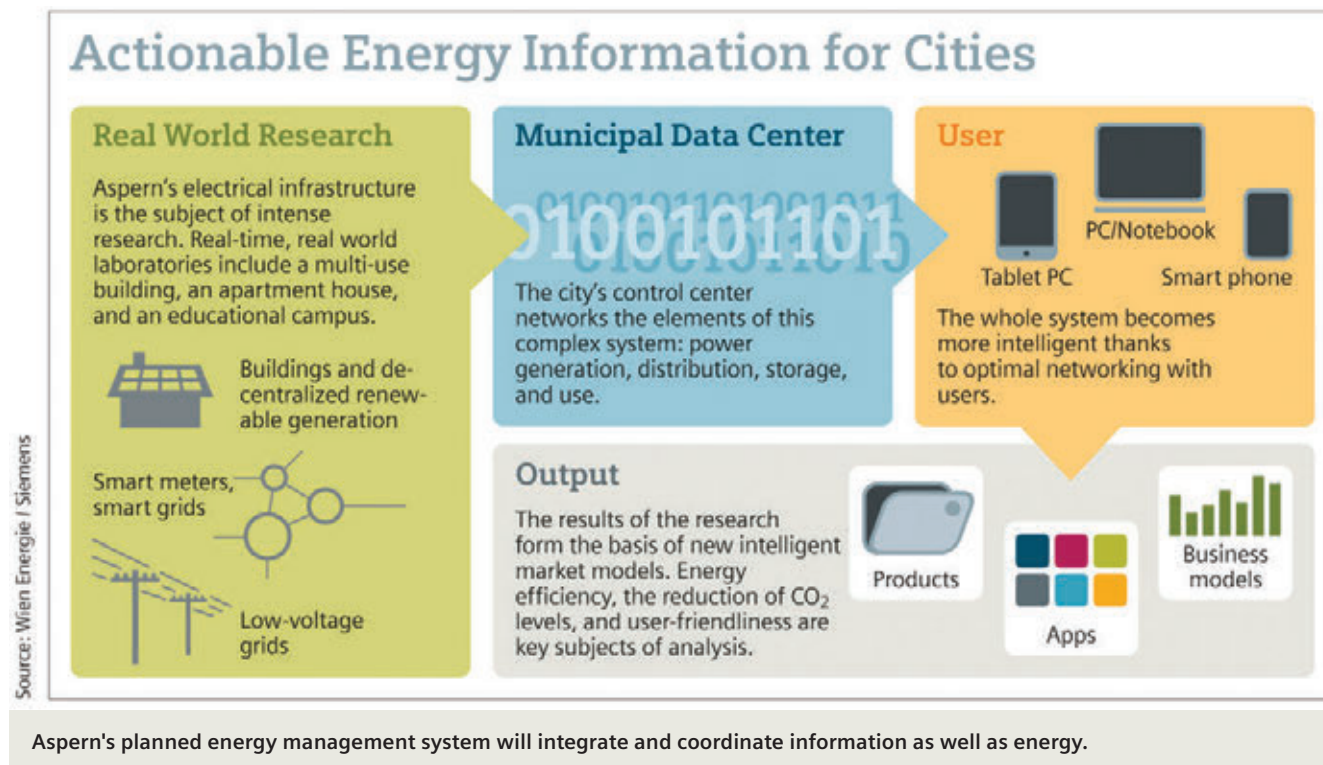 Actionable Energy Information for Cities
Real World Research
Aspern's electrical infrastructure
is the subject of intense
research. Real-time, real world
laboratories include a multi-use
building, an apartment house,
and an educational campus.
Buildings and de-
centralized renew-
able generation
Smart meters,
smart grids
Low-voltage
grids
Municipal Data Center
010010110100101 1
0100101101
01001011010
The city's control center
networks the elements of this
complex system: power
generation, distribution, storage,
and use.
User
Tablet PC
PC/Notebook
Smart phone
The whole system becomes
more intelligent thanks
to optimal networking with
users.
Output
The results of the research
form the basis of new intelligent
market models. Energy
efficiency, the reduction of CO₂
levels, and user-friendliness are
key subjects of analysis.
Products
Apps
Business
models
Source: Wien Energie / Siemens
Aspern's planned energy management system will integrate and coordinate information as well as energy.